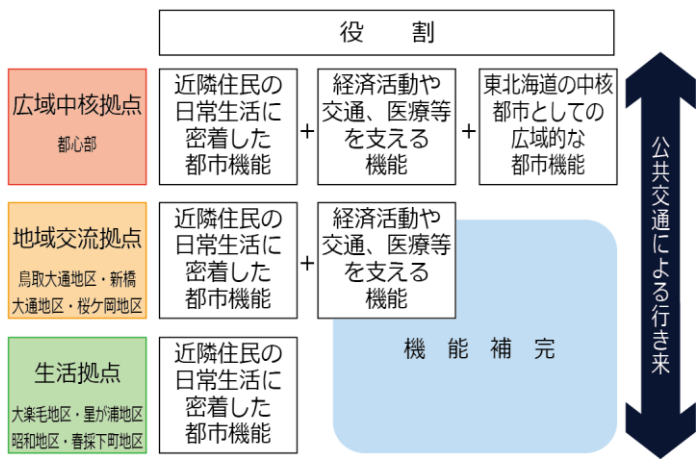 役割
広域中核拠点
都心部
近隣住民の
日常生活に
密着した
都市機能
+
経済活動や
交通、医療等
を支える
機能
+
東北海道の中核
都市としての
広域的な
都市機能
地域交流拠点
鳥取大通地区・新橋
大通地区・桜ケ岡地区
近隣住民の
日常生活に
密着した
都市機能
+
経済活動や
交通、医療等
を支える
機能
生活拠点
大楽毛地区・星が浦地区
昭和地区・春採下町地区
近隣住民の
日常生活に
密着した
都市機能
機能補完
公共交通による行き来